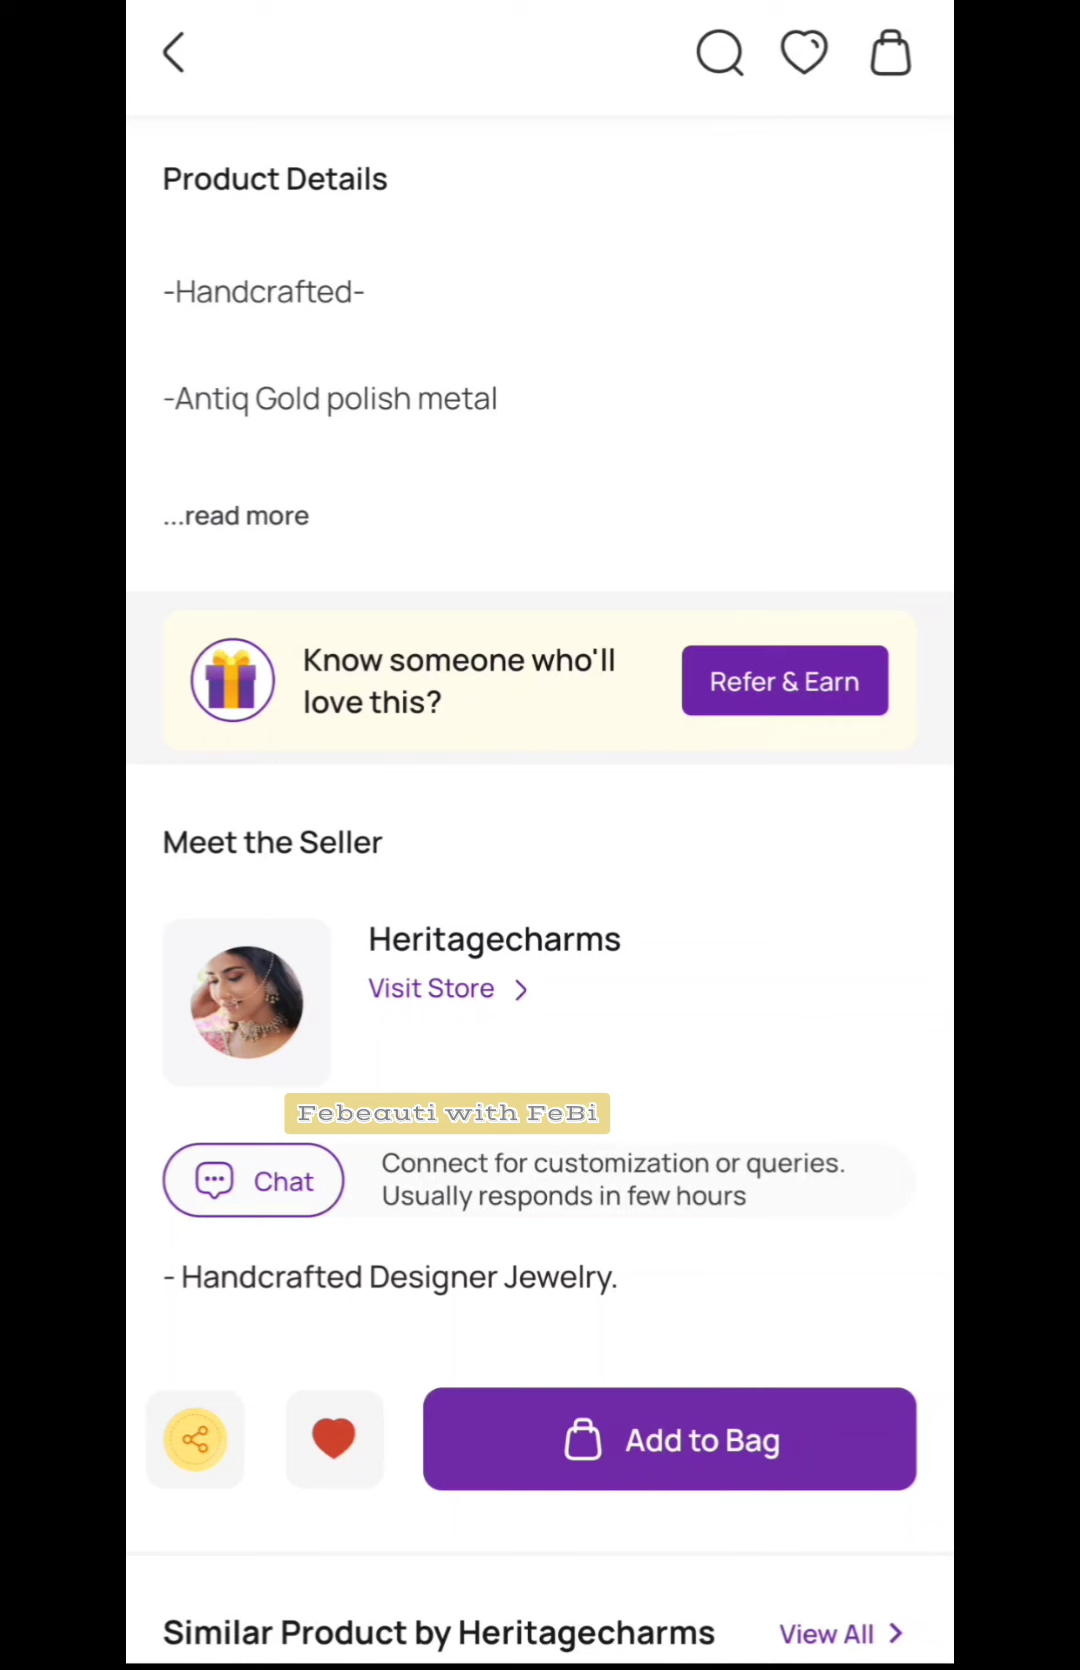 Product Details
-Handcrafted-
-Antiq Gold polish metal
...read more
Know someone who'll
love this?
Refer & Earn
Meet the Seller
Heritagecharms
Visit Store
Febeauti with FeBi
Chat
Connect for customization or queries.
Usually responds in few hours
- Handcrafted Designer Jewelry.
Add to Bag
Similar Product by Heritagecharms
View All